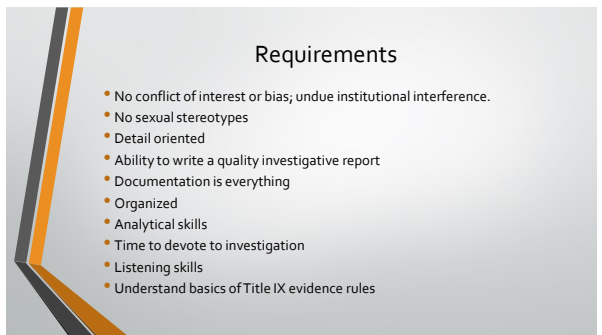 Requirements
• No conflict of interest or bias; undue institutional interference.
• No sexual stereotypes
• Detail oriented
• Ability to write a quality investigative report
• Documentation is everything
• Organized
• Analytical skills
• Time to devote to investigation
• Listening skills
• Understand basics of Title IX evidence rules